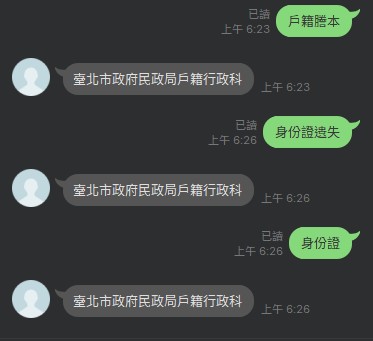 已讀
上午 6:23
戶籍謄本
臺北市政府民政局戶籍行政科
上午 6:23
已讀
上午 6:26
身份證遺失
臺北市政府民政局戶籍行政科
上午 6:26
已讀
上午 6:26
身份證
臺北市政府民政局戶籍行政科
上午 6:26